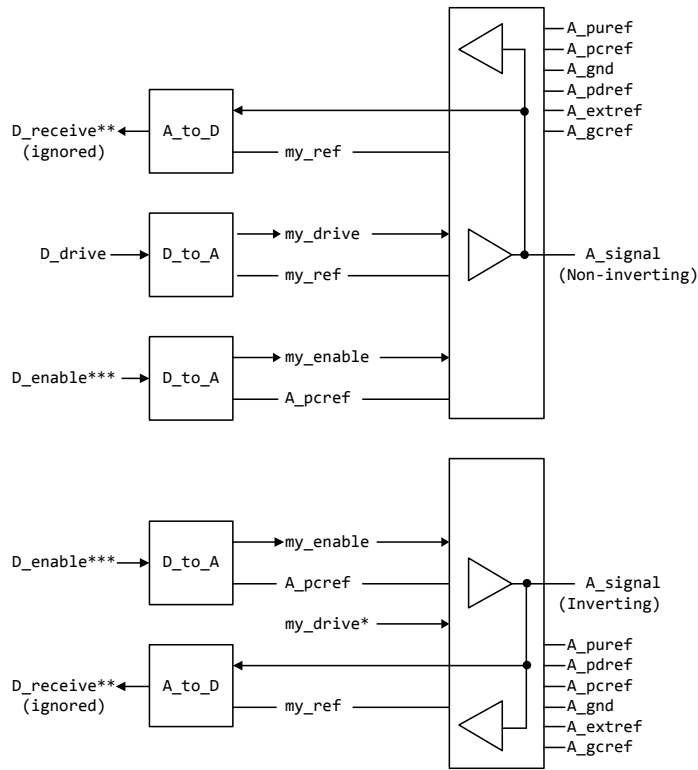 A_puref
A_pcref
A_gnd
A_pdref
A_extref
A_gcref
D_receive**
(ignored)
A_to_D
my_ref
D_drive
D_to_A
my_drive
my_ref
A_signal
(Non-inverting)
D_enable***
D_to_A
my_enable
A_pcref
D_enable***
D_to_A
my_enable
A_pcref
my_drive*
A_signal
(Inverting)
D_receive**
(ignored)
A_to_D
my_ref
A_puref
A_pdref
A_pcref
A_gnd
A_extref
A_gcref